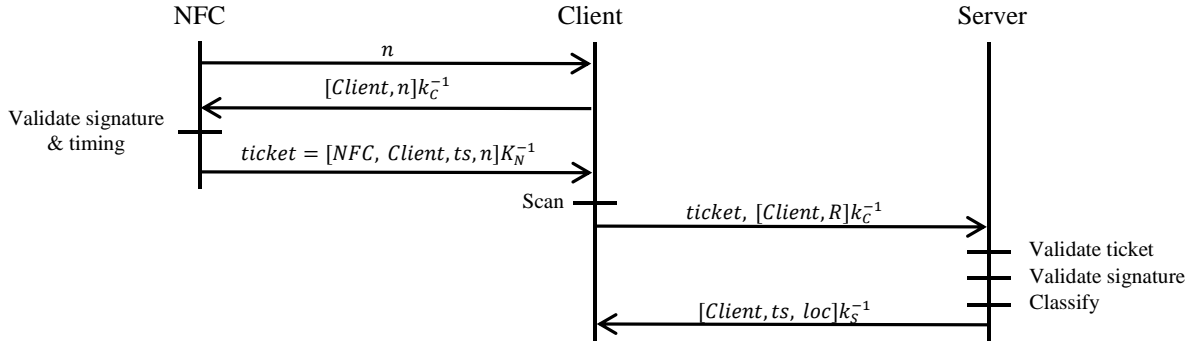 NFC Client Server
n
[Client, n]k_C^{-1}
Validate signature
& timing
ticket = [NFC, Client, ts, n]K_N^{-1}
Scan
ticket, [Client, R]k_C^{-1}
Validate ticket
Validate signature
Classify
[Client, ts, loc]k_S^{-1}